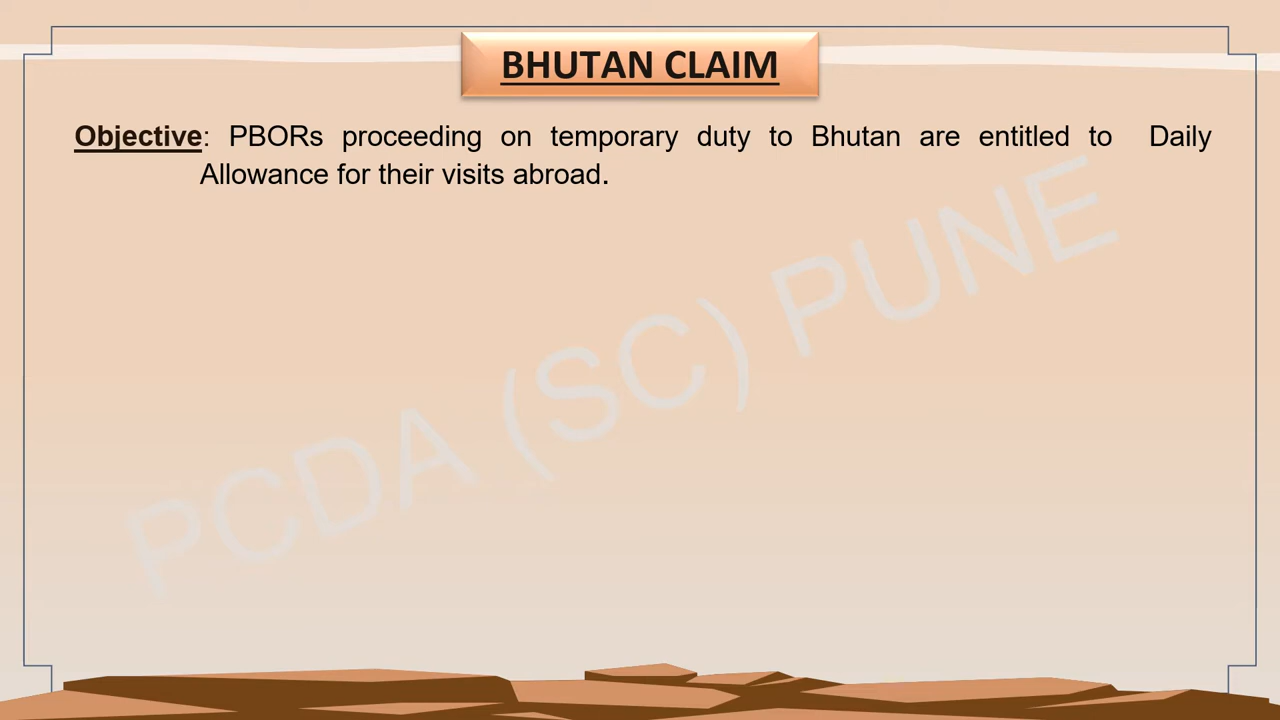 BHUTAN CLAIM
Objective: PBORs proceeding on temporary duty to Bhutan are entitled to Daily
Allowance for their visits abroad.
PCDA (SC) PUNE